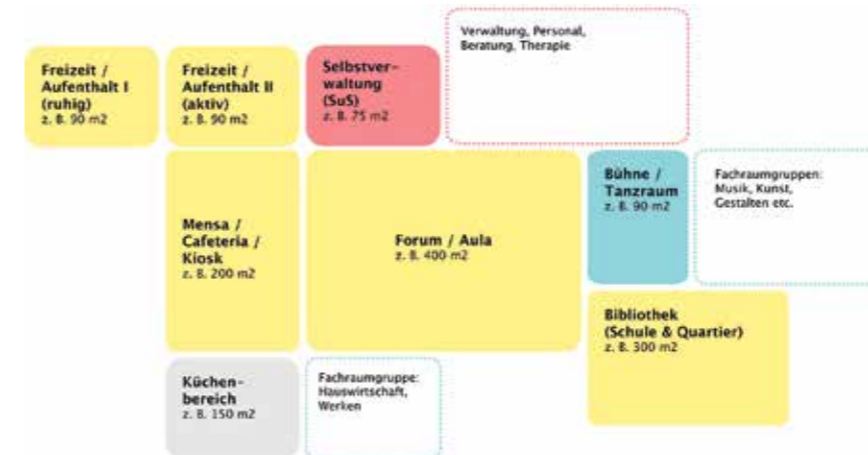 Freizeit /
Aufenthalt I
(ruhig)
z. B. 90 m2
Freizeit /
Aufenthalt II
(aktiv)
z. B. 90 m2
Selbstver-
waltung
(SuS)
z. B. 75 m2
Verwaltung, Personal,
Beratung, Therapie
Mensa /
Cafeteria /
Kiosk
z. B. 200 m2
Forum / Aula
z. B. 400 m2
Bühne /
Tanzraum
z. B. 90 m2
Fachraumgruppen:
Musik, Kunst,
Gestalten etc.
Bibliothek
(Schule & Quartier)
z. B. 300 m2
Küchen-
bereich
z. B. 150 m2
Fachraumgruppe:
Hauswirtschaft,
Werken